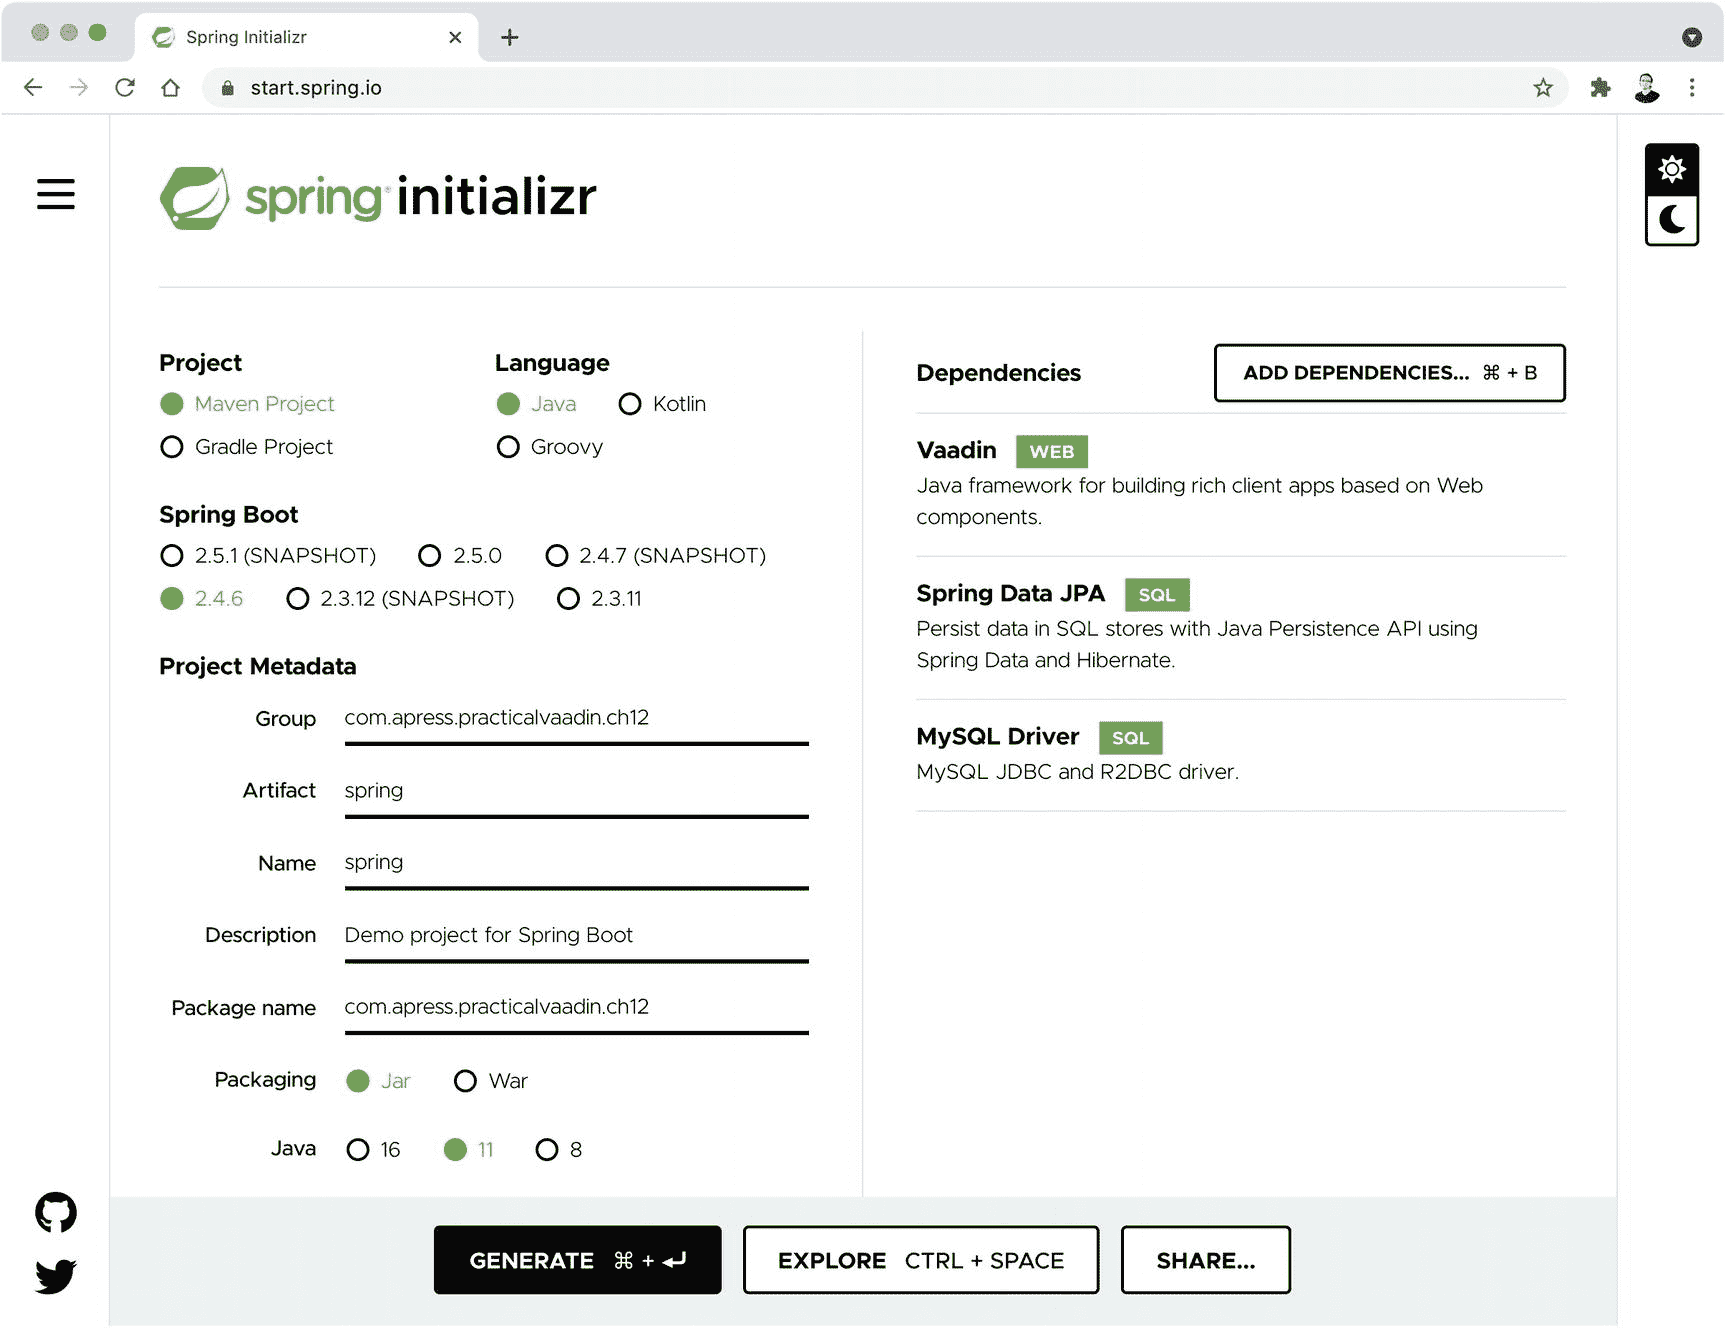 Spring Initializr
start.spring.io
spring® initializr
Project
Maven Project
Gradle Project
Language
Java Kotlin
Groovy
Spring Boot
2.5.1 (SNAPSHOT) 2.5.0 2.4.7 (SNAPSHOT)
2.4.6 2.3.12 (SNAPSHOT) 2.3.11
Project Metadata
Group com.apress.practicalvaadin.ch12
Artifact spring
Name spring
Description Demo project for Spring Boot
Package name com.apress.practicalvaadin.ch12
Packaging Jar War
Java 16 11 8
Dependencies ADD DEPENDENCIES... ⌘ + B
Vaadin WEB
Java framework for building rich client apps based on Web
components.
Spring Data JPA SQL
Persist data in SQL stores with Java Persistence API using
Spring Data and Hibernate.
MySQL Driver SQL
MySQL JDBC and R2DBC driver.
GENERATE ⌘ + ↵ EXPLORE CTRL + SPACE SHARE...